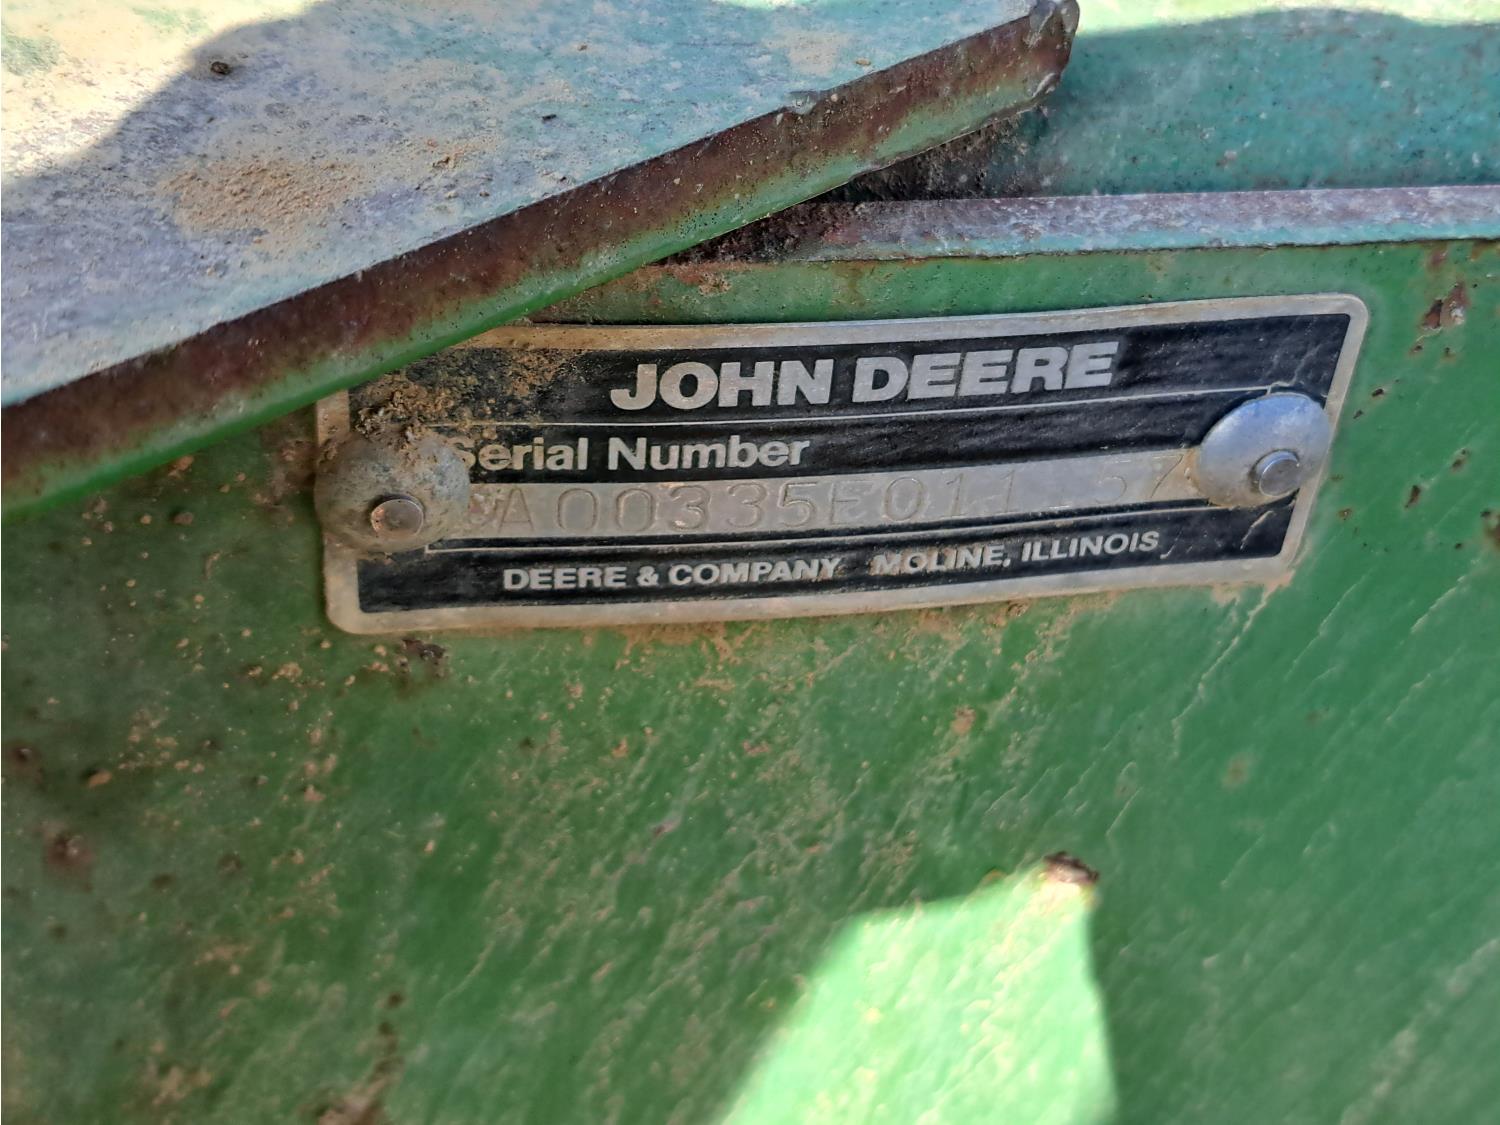 JOHN DEERE
Serial Number
DEERE & COMPANY MOLINE, ILLINOIS